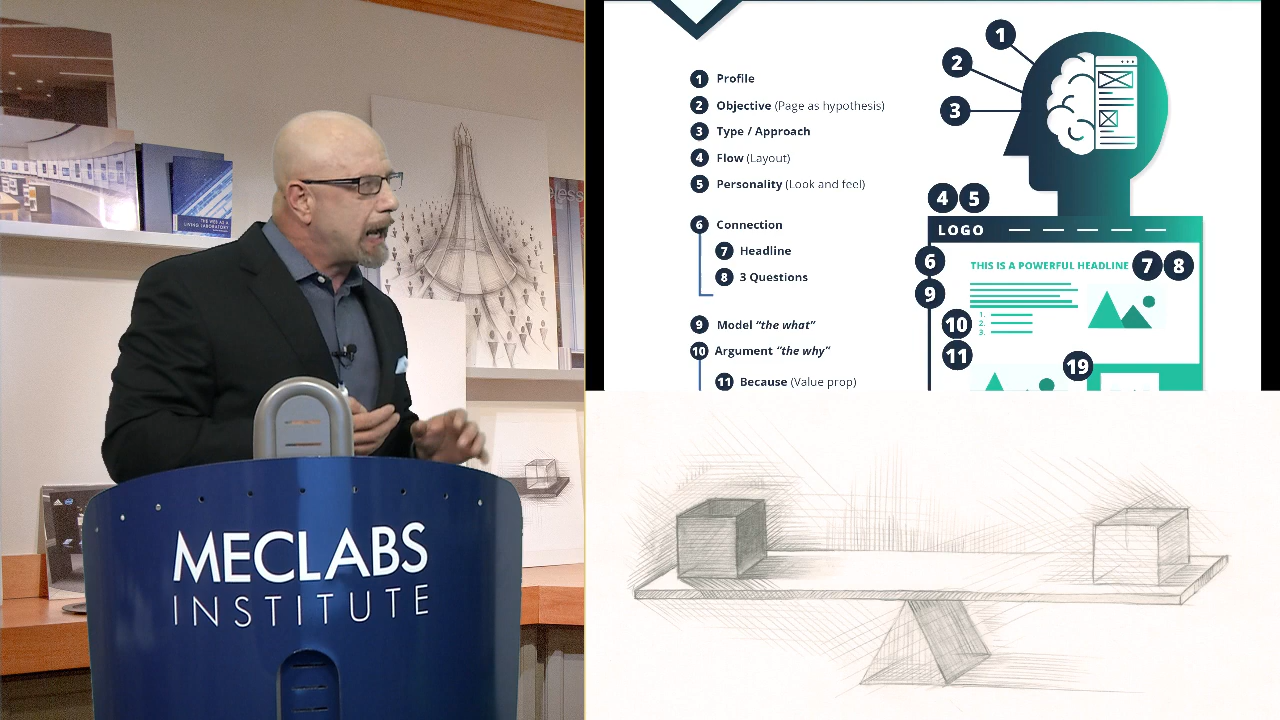 THE WEB AS A
LIVING LABORATORY
MECLABS
INSTITUTE
1 Profile
2 Objective (Page as hypothesis)
3 Type / Approach
4 Flow (Layout)
5 Personality (Look and feel)
6 Connection
7 Headline
8 3 Questions
9 Model "the what"
10 Argument "the why"
11 Because (Value prop)
1
2
3
4 5
LOGO
6
THIS IS A POWERFUL HEADLINE 7 8
9
1.
10 2.
3.
11
19